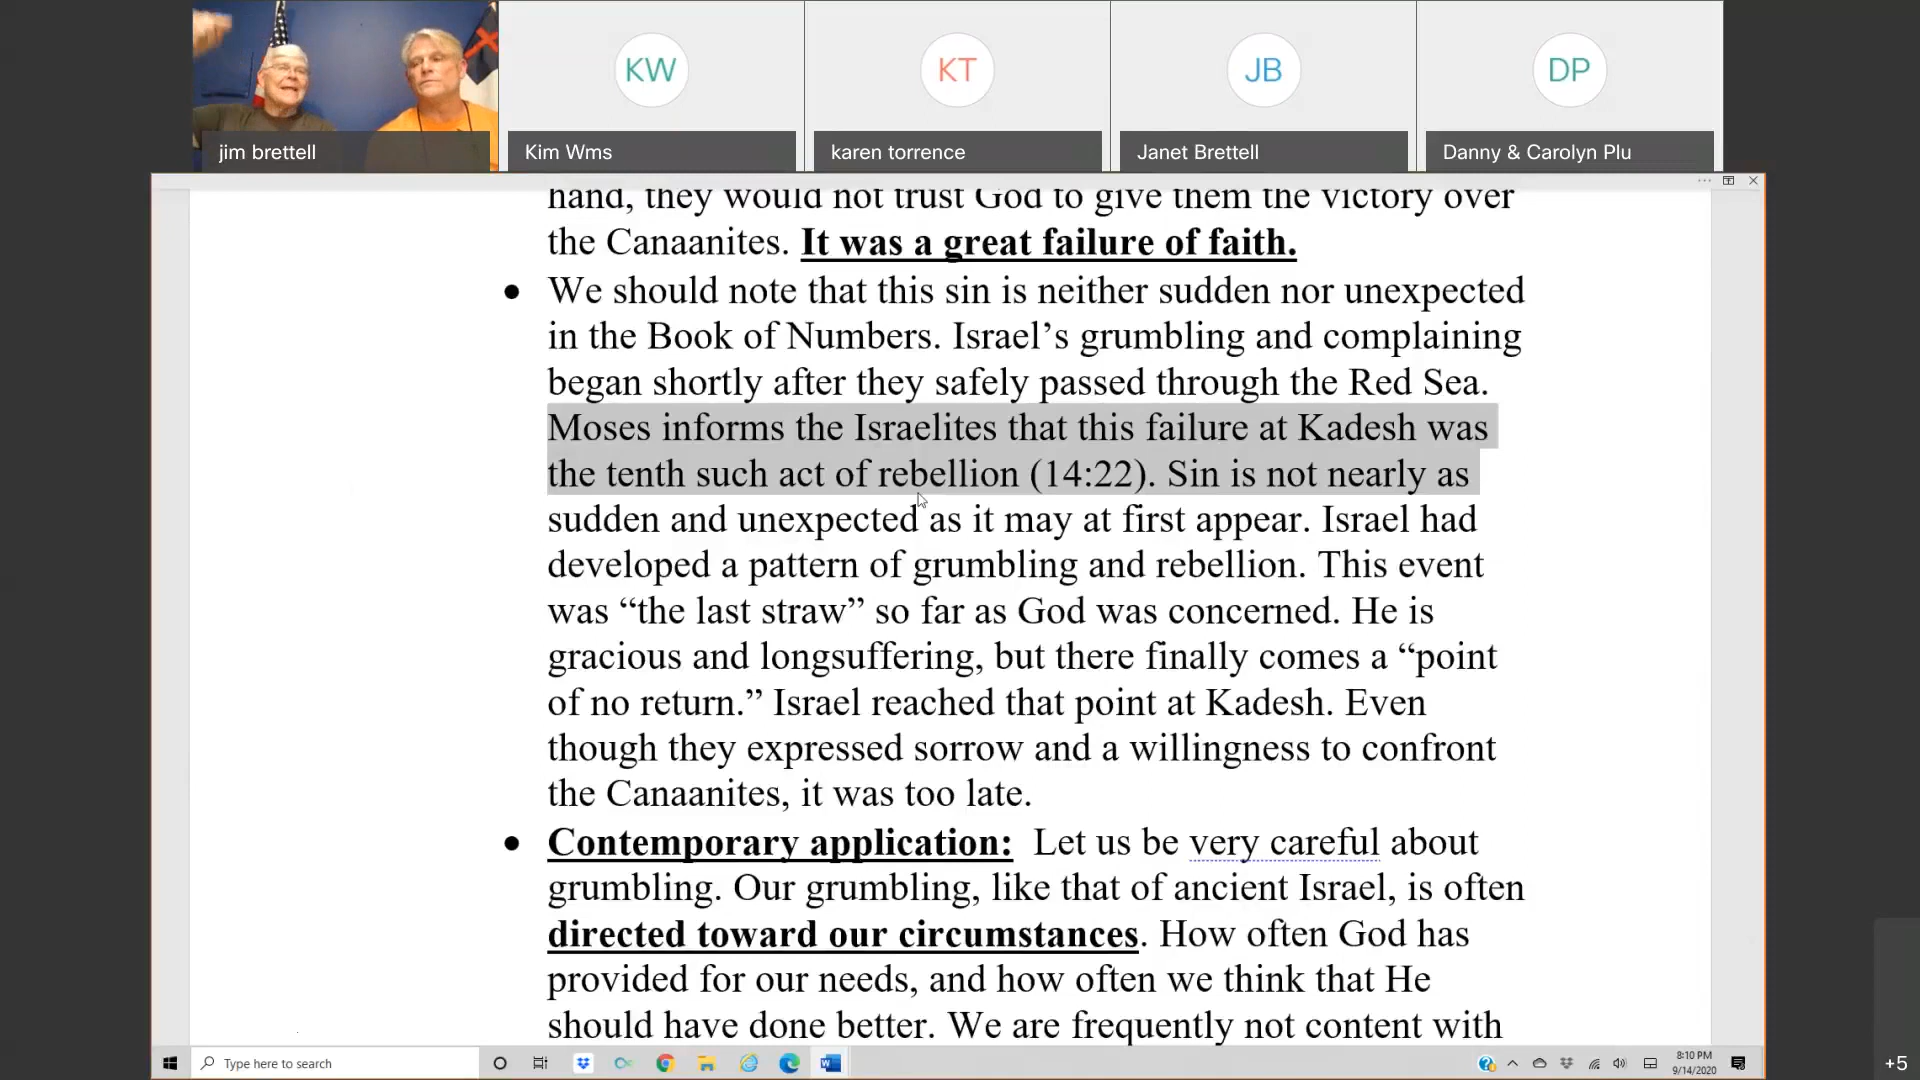 KW
KT
JB
DP
jim brettell
Kim Wms
karen torrence
Janet Brettell
Danny & Carolyn Plu
hand, they would not trust God to give them the victory over
the Canaanites. It was a great failure of faith.
• We should note that this sin is neither sudden nor unexpected
in the Book of Numbers. Israel’s grumbling and complaining
began shortly after they safely passed through the Red Sea.
Moses informs the Israelites that this failure at Kadesh was
the tenth such act of rebellion (14:22). Sin is not nearly as
sudden and unexpected as it may at first appear. Israel had
developed a pattern of grumbling and rebellion. This event
was “the last straw” so far as God was concerned. He is
gracious and longsuffering, but there finally comes a “point
of no return.” Israel reached that point at Kadesh. Even
though they expressed sorrow and a willingness to confront
the Canaanites, it was too late.
• Contemporary application: Let us be very careful about
grumbling. Our grumbling, like that of ancient Israel, is often
directed toward our circumstances. How often God has
provided for our needs, and how often we think that He
should have done better. We are frequently not content with
Type here to search
8:10 PM
9/14/2020
+5